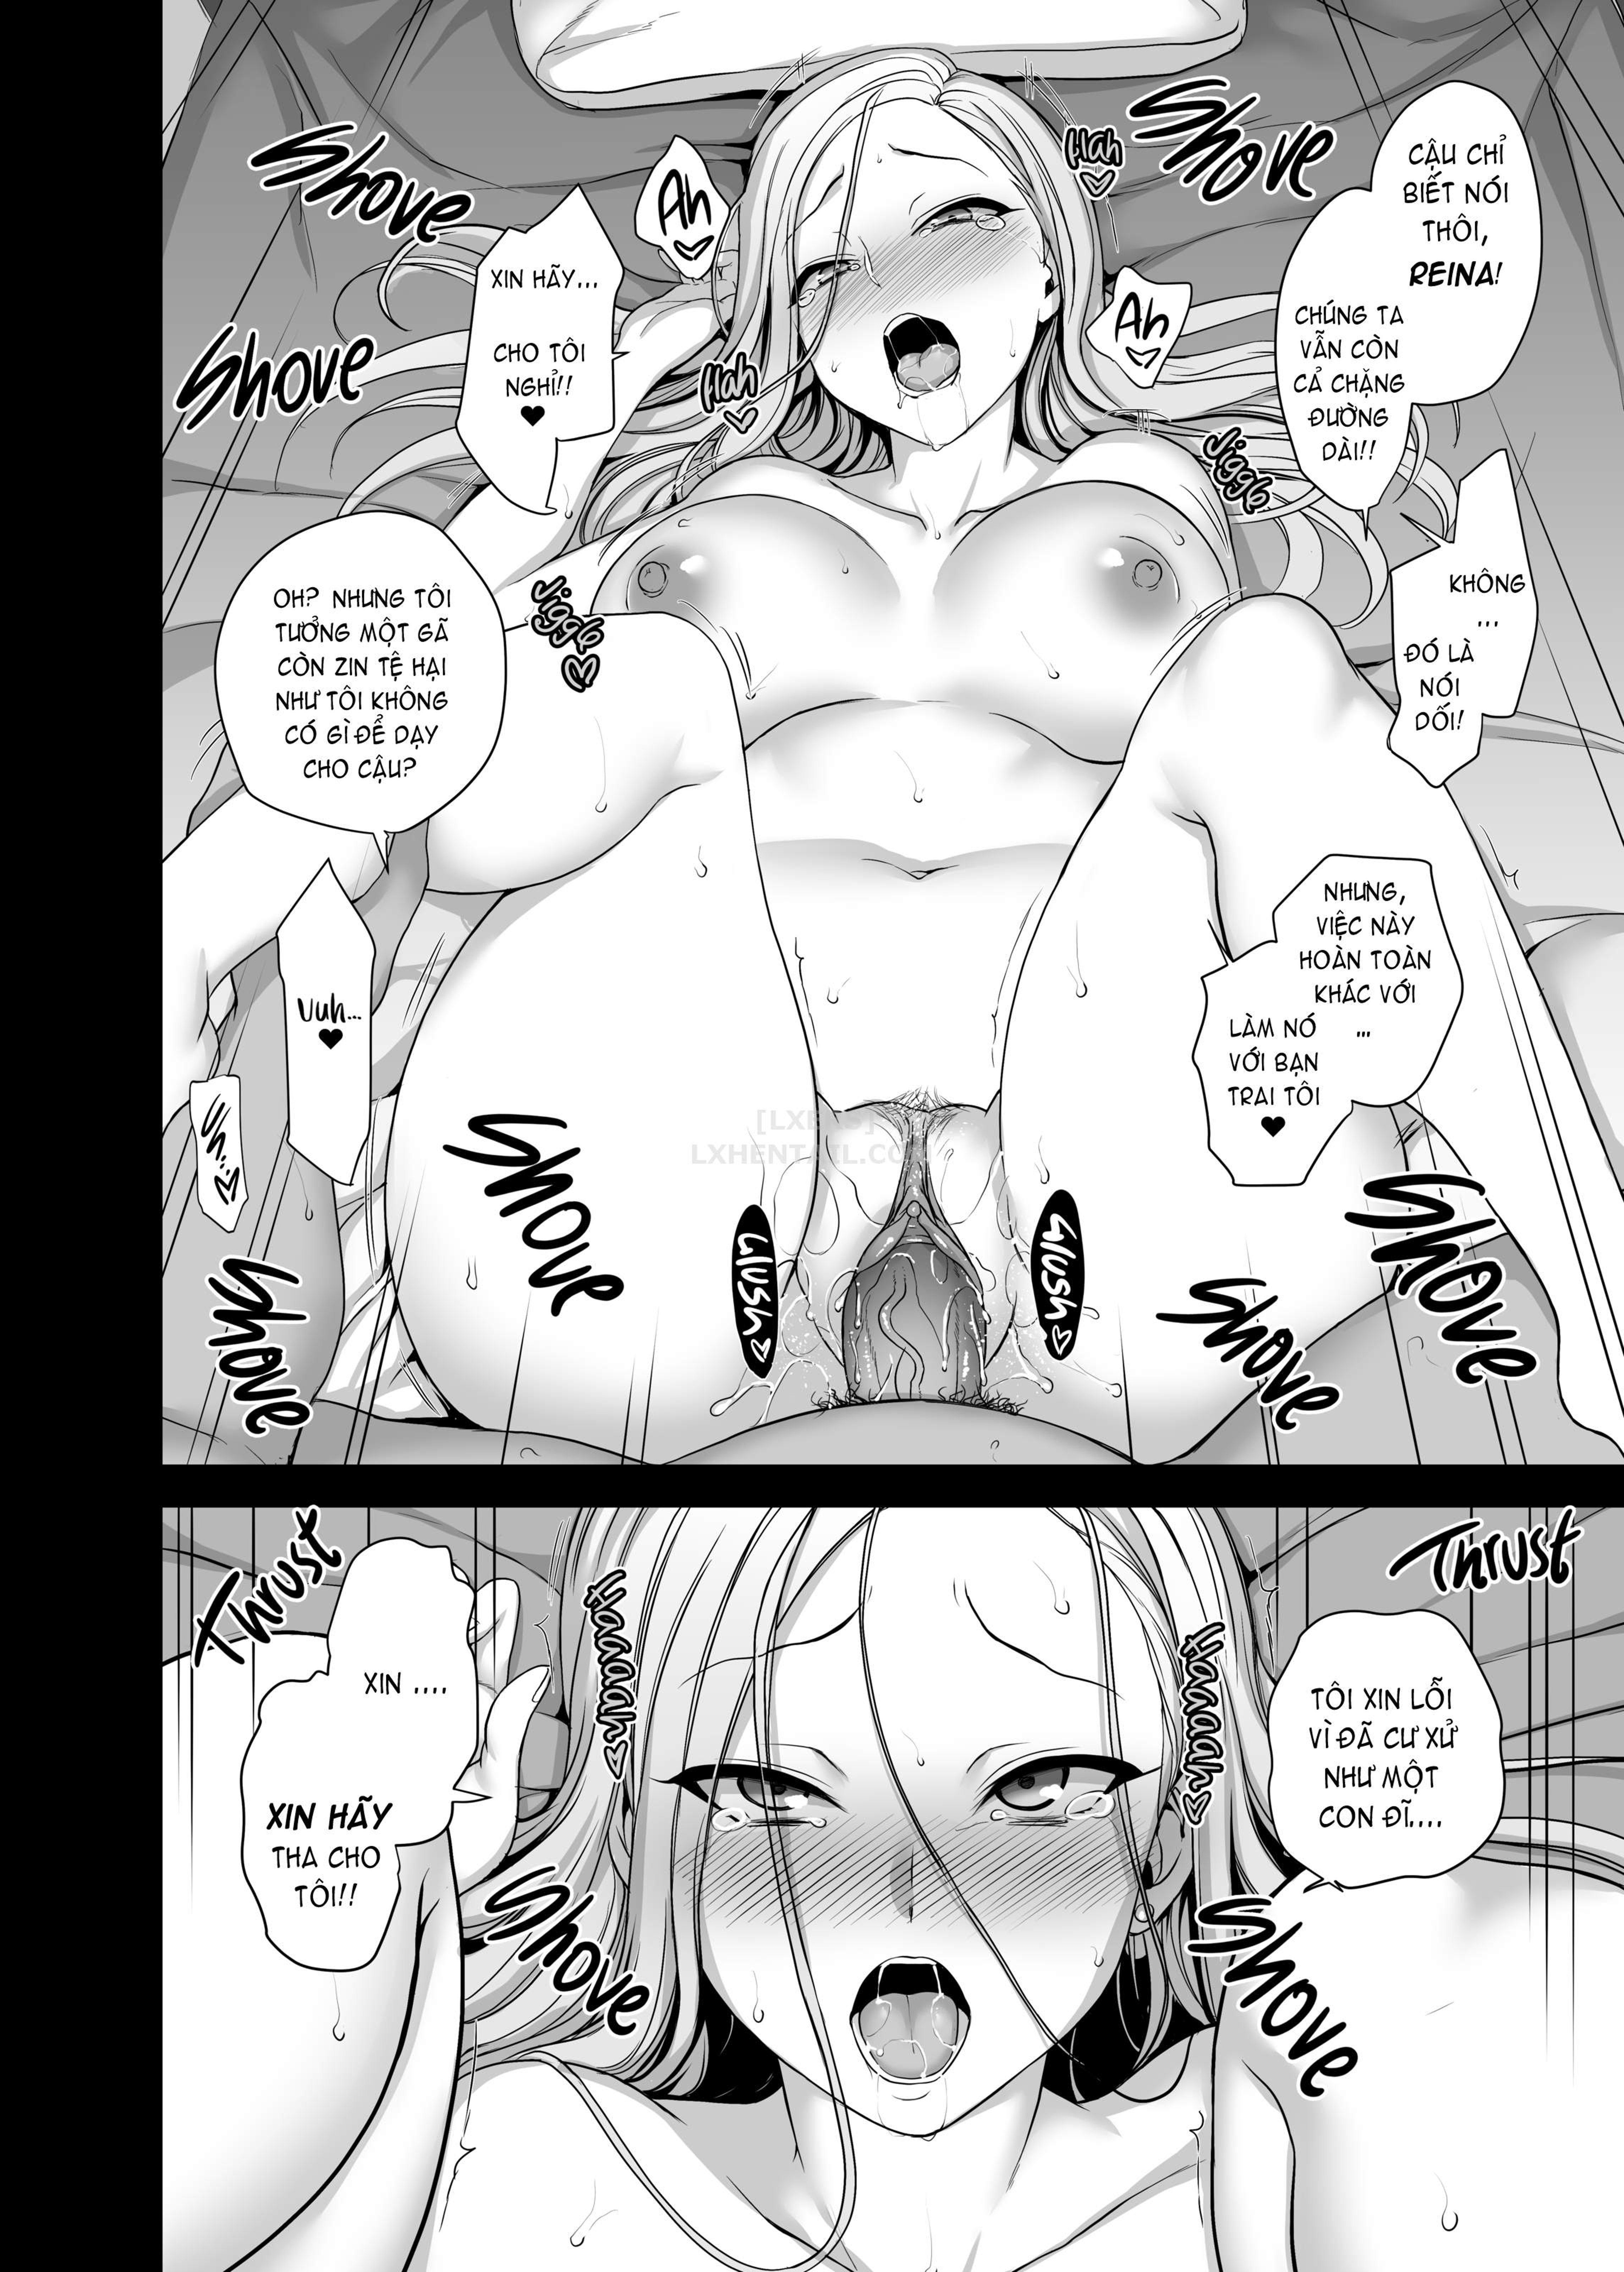 CẬU CHỈ
BIẾT NÓI
THÔI,
REINA!
CHÚNG TA
VẪN CÒN
CẢ CHẶNG
ĐƯỜNG
DÀI!!
Shove
Hah
Ah
Jiggle
KHÔNG
...
ĐÓ LÀ
NÓI
DỐI!
Shove
Ah
XIN HÃY...
CHO TÔI
NGHỈ!!
Hah
Shove
OH? NHƯNG TÔI
TƯỞNG MỘT GÃ
CÒN ZIN TỆ HẠI
NHƯ TÔI KHÔNG
CÓ GÌ ĐỂ DẠY
CHO CẬU?
Jiggle
NHƯNG,
VIỆC NÀY
HOÀN TOÀN
KHÁC VỚI
...
LÀM NÓ
VỚI BẠN
TRAI TÔI
Uuh...
Uh...
LXHENTAI.COM
Shove
Shove
Shove
Shove
Thrust
TÔI XIN LỖI
VÌ ĐÃ CƯ XỬ
NHƯ MỘT
CON ĐĨ....
Haaaah
Shove
Thrust
Haaaah
XIN ....
XIN HÃY
THA CHO
TÔI!!
Shove